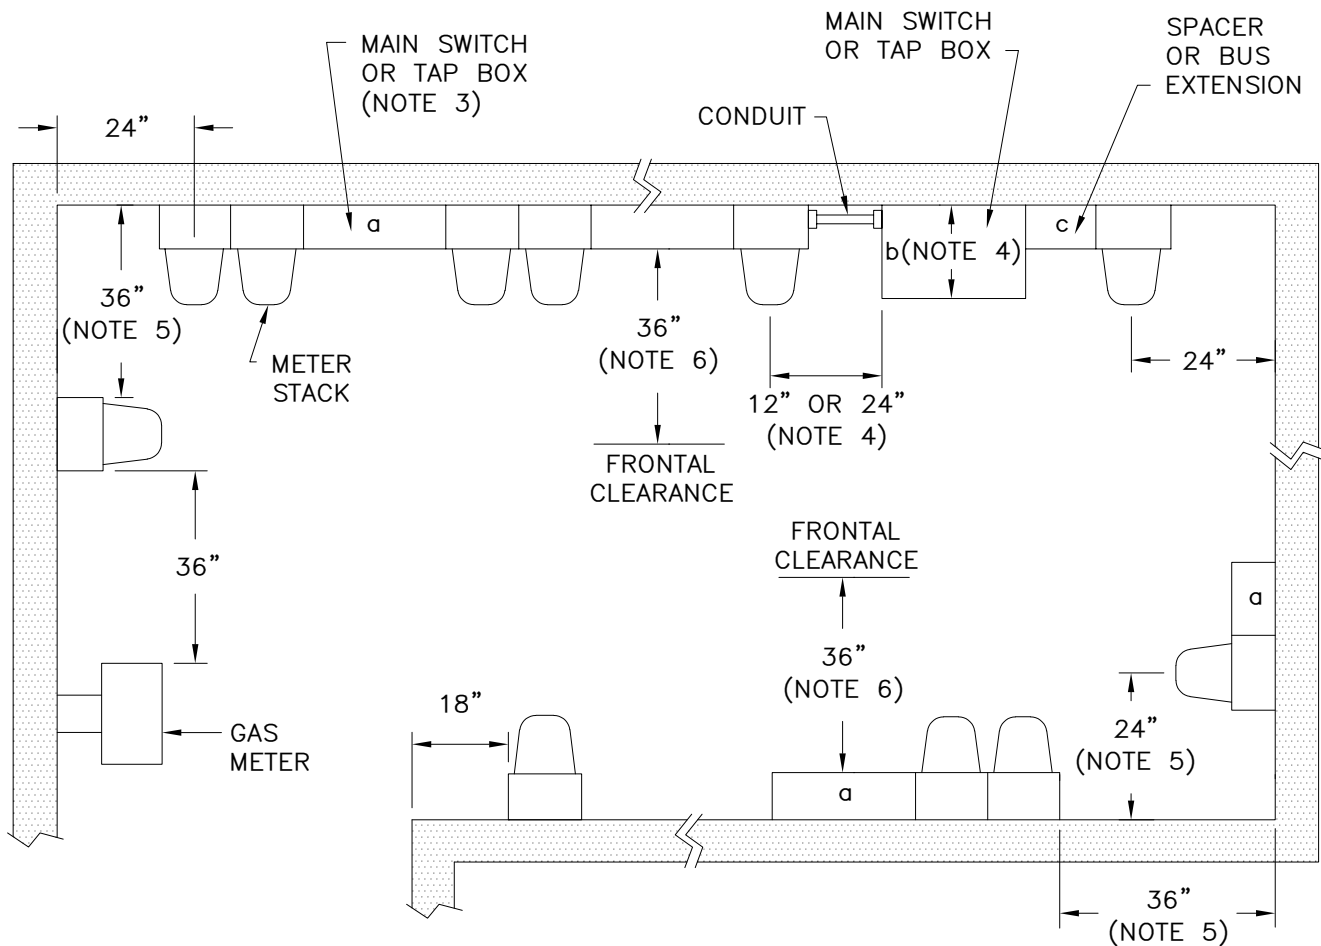 MAIN SWITCH
OR TAP BOX
(NOTE 3)
MAIN SWITCH
OR TAP BOX
SPACER
OR BUS
EXTENSION
24”
CONDUIT
a
b(NOTE 4)
c
36”
(NOTE 5)
METER
STACK
36”
(NOTE 6)
FRONTAL
CLEARANCE
12” OR 24”
(NOTE 4)
24”
36”
FRONTAL
CLEARANCE
36”
(NOTE 6)
a
GAS
METER
18”
a
24”
(NOTE 5)
36”
(NOTE 5)